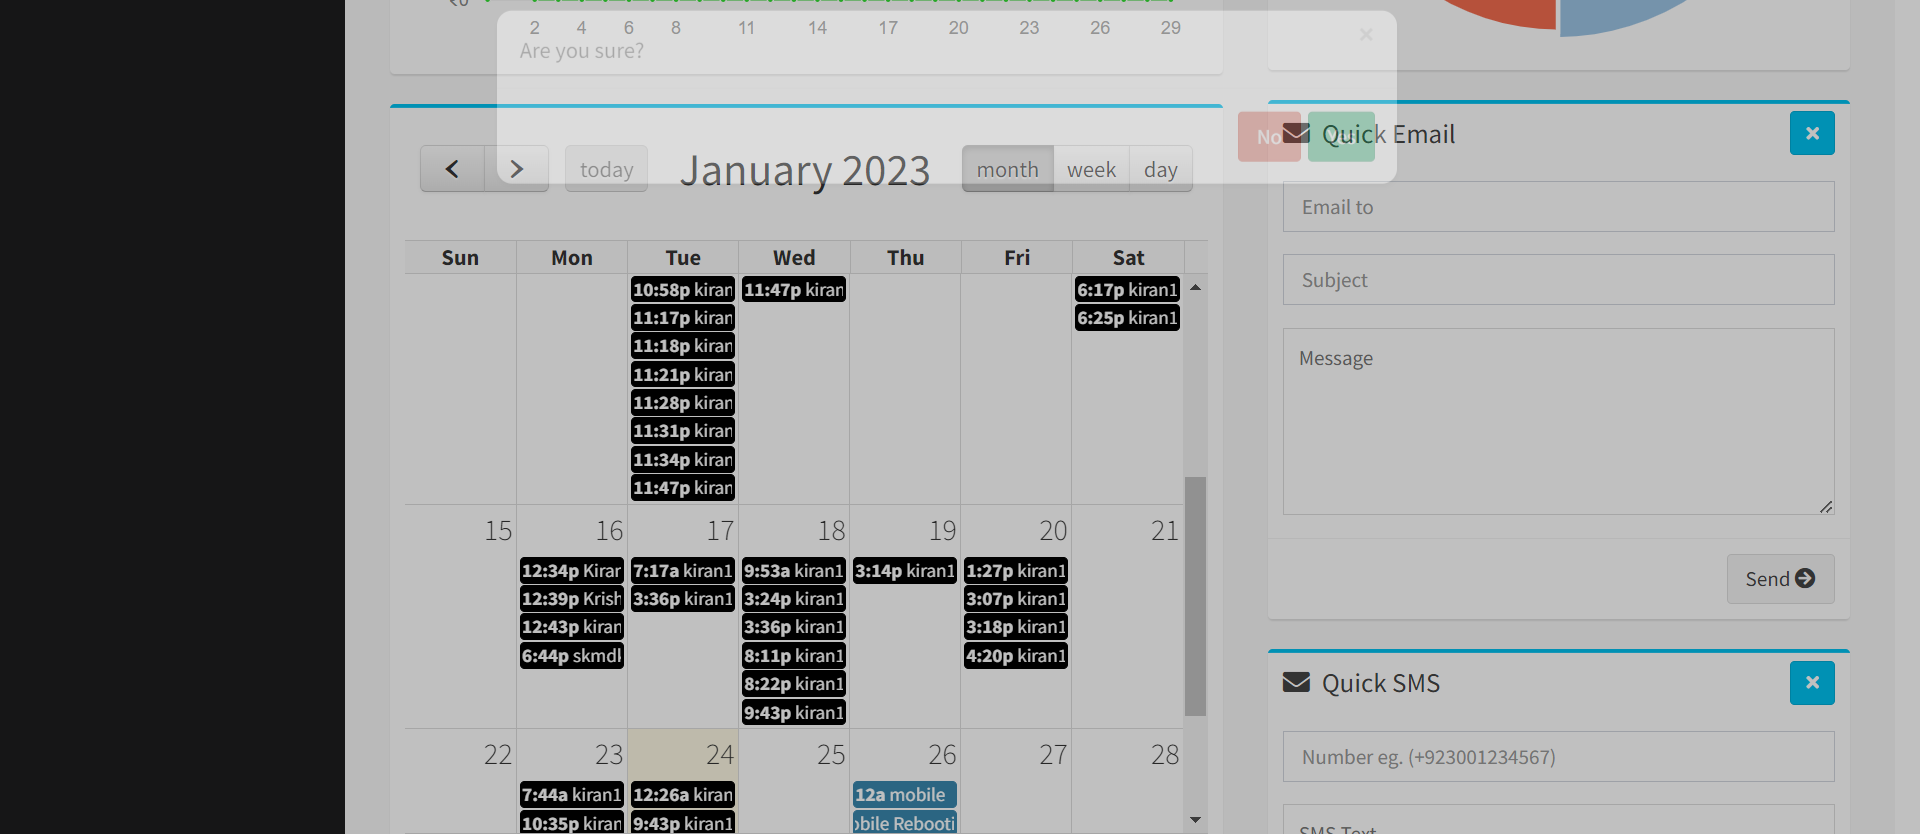 ₹0
2 4 6 8 11 14 17 20 23 26 29
Are you sure?
×
No Yes
today January 2023 month week day
Sun Mon Tue Wed Thu Fri Sat
10:58p kiran 11:47p kiran 6:17p kiran1
11:17p kiran 6:25p kiran1
11:18p kiran
11:21p kiran
11:28p kiran
11:31p kiran
11:34p kiran
11:47p kiran
15 16 17 18 19 20 21
12:34p Kiran 7:17a kiran1 9:53a kiran1 3:14p kiran1 1:27p kiran1
12:39p Krish 3:36p kiran1 3:24p kiran1 3:07p kiran1
12:43p kiran 3:36p kiran1 3:18p kiran1
6:44p skmdk 8:11p kiran1 4:20p kiran1
8:22p kiran1
9:43p kiran1
22 23 24 25 26 27 28
7:44a kiran1 12:26a kiran 12a mobile
10:35p kiran 9:43p kiran1 obile Rebooti
Quick Email
Email to
Subject
Message
Send
Quick SMS
Number eg. (+923001234567)
SMS Text